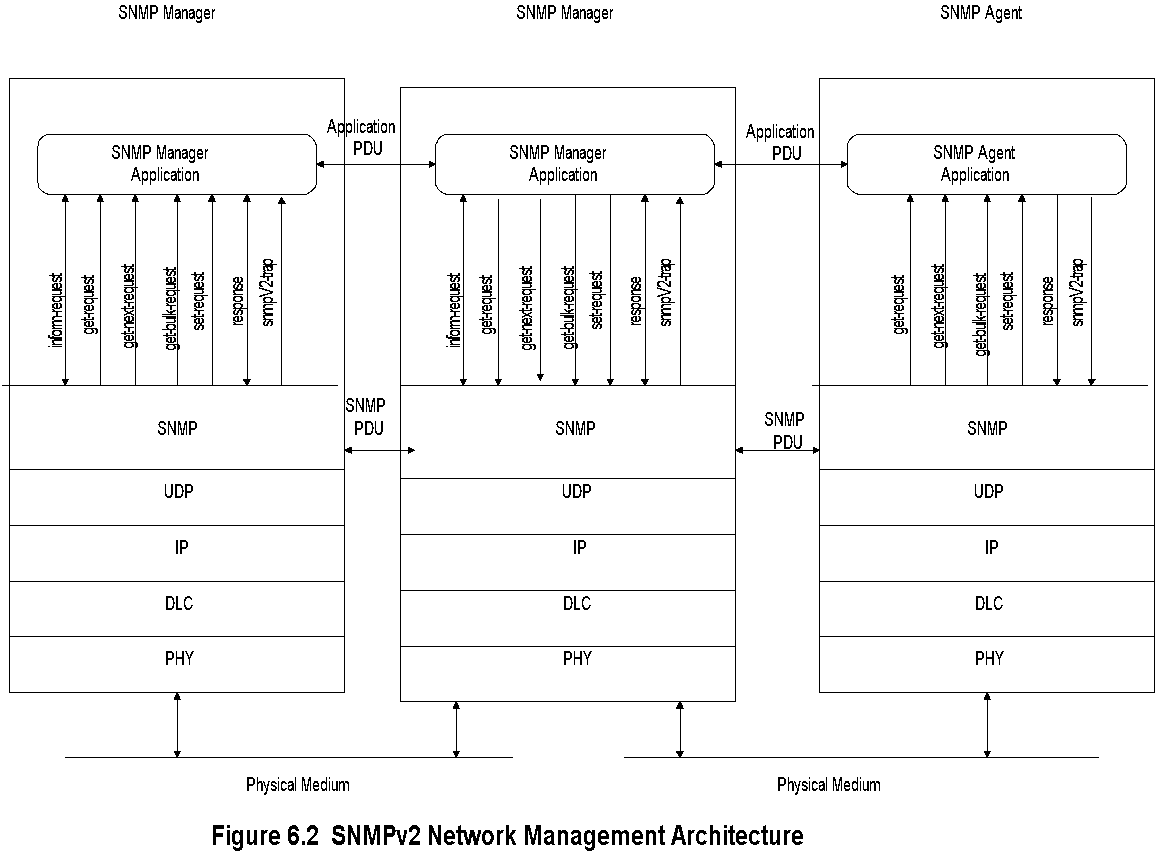 SNMP Manager
SNMP Manager
SNMP Agent
Application
PDU
Application
PDU
SNMP Manager
Application
SNMP Manager
Application
SNMP Agent
Application
inform-request
get-request
get-next-request
get-bulk-request
set-request
response
snmpV2-trap
inform-request
get-request
get-next-request
get-bulk-request
set-request
response
snmpV2-trap
get-request
get-next-request
get-bulk-request
set-request
response
snmpV2-trap
SNMP
PDU
SNMP
PDU
SNMP
SNMP
SNMP
UDP
UDP
UDP
IP
IP
IP
DLC
DLC
DLC
PHY
PHY
PHY
Physical Medium
Physical Medium
Figure 6.2 SNMPv2 Network Management Architecture